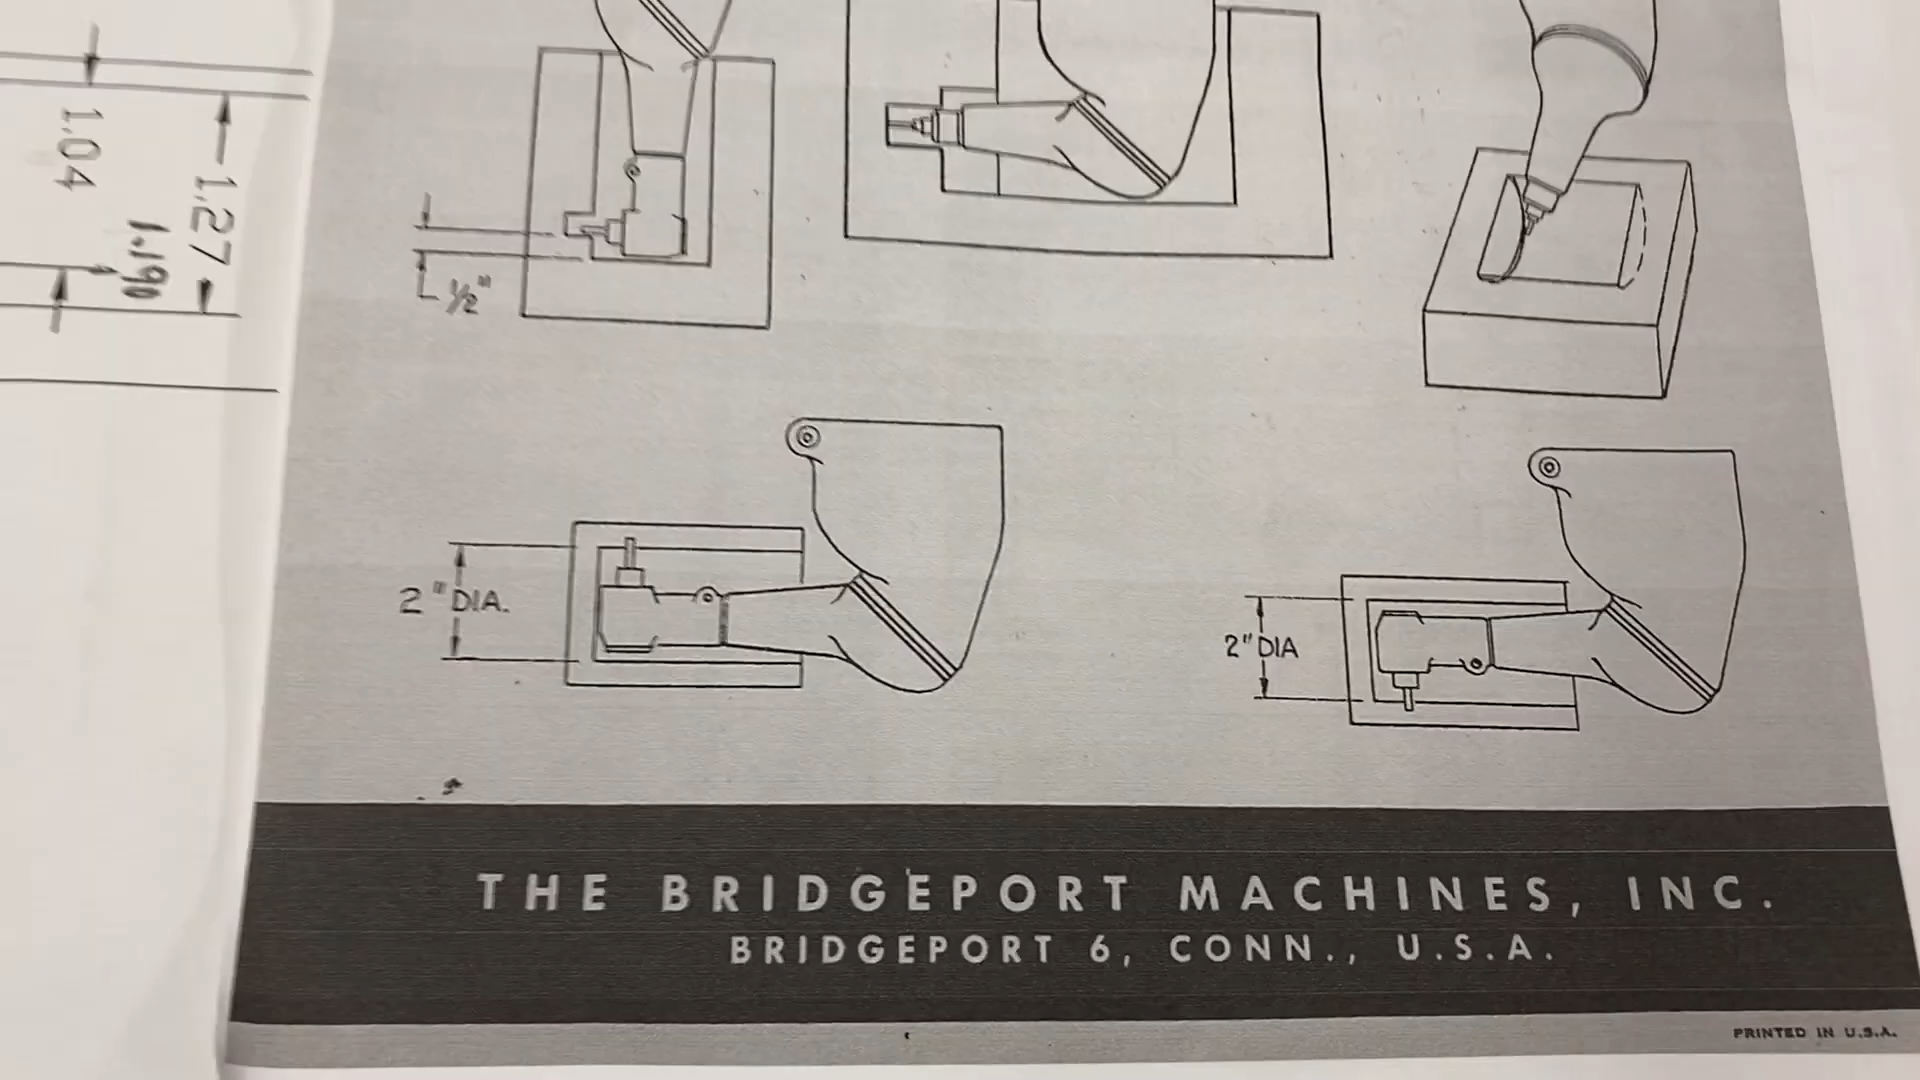 1.04
1.27
1.190
1/2"
2" DIA.
2" DIA
THE BRIDGEPORT MACHINES, INC.
BRIDGEPORT 6, CONN., U.S.A.
PRINTED IN U.S.A.